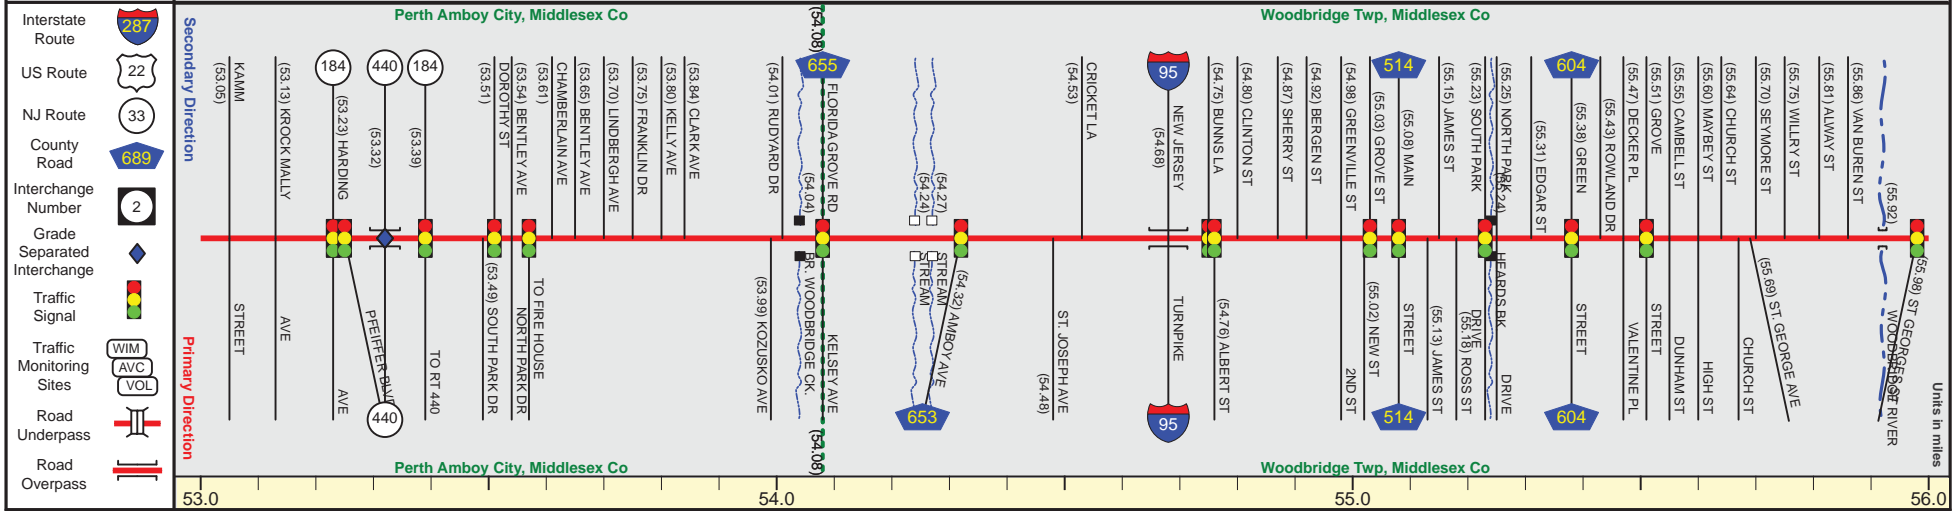 Interstate
Route
287
US Route
22
NJ Route
33
County
Road
689
Interchange
Number
2
Grade
Separated
Interchange
Traffic
Signal
Traffic
Monitoring
Sites
WIM
AVC
VOL
Road
Underpass
Road
Overpass
Secondary Direction
Primary Direction
Perth Amboy City, Middlesex Co
(54.08)
Woodbridge Twp, Middlesex Co
KAMM
(53.05)
(53.13) KROCK MALLY
184
(53.23) HARDING
440
(53.32)
184
(53.39)
(53.51)
DOROTHY ST
(53.54) BENTLEY AVE
(53.61)
CHAMBERLAIN AVE
(53.65) BENTLEY AVE
(53.70) LINDBERGH AVE
(53.75) FRANKLIN DR
(53.80) KELLY AVE
(53.84) CLARK AVE
(54.01) RUDYARD DR
(54.04)
655
FLORIDA GROVE RD
(54.24)
(54.27)
(54.53)
CRICKET LA
95
NEW JERSEY
(54.68)
(54.75) BUNNS LA
(54.80) CLINTON ST
(54.87) SHERRY ST
(54.92) BERGEN ST
(54.98) GREENVILLE ST
(55.03) GROVE ST
514
(55.08) MAIN
(55.15) JAMES ST
(55.23) SOUTH PARK
(55.24)
(55.25) NORTH PARK
(55.31) EDGAR ST
604
(55.38) GREEN
(55.43) ROWLAND DR
(55.47) DECKER PL
(55.51) GROVE
(55.55) CAMBELL ST
(55.60) MAYBEY ST
(55.64) CHURCH ST
(55.70) SEYMORE ST
(55.75) WILLRY ST
(55.81) ALWAY ST
(55.86) VAN BUREN ST
(55.92)
STREET
AVE
AVE
PFEIFFER BLVD
440
TO RT 440
(53.49) SOUTH PARK DR
NORTH PARK DR
TO FIRE HOUSE
(53.99) KOZUSKO AVE
BR. WOODBRIDGE CK.
KELSEY AVE
STREAM
STREAM
(54.32) AMBOY AVE
653
ST. JOSEPH AVE
(54.48)
TURNPIKE
95
(54.76) ALBERT ST
2ND ST
(55.02) NEW ST
STREET
514
(55.13) JAMES ST
(55.18) ROSS ST
DRIVE
HEARDS BK
DRIVE
STREET
604
VALENTINE PL
STREET
DUNHAM ST
HIGH ST
CHURCH ST
(55.69) ST. GEORGE AVE
WOODBRIDGE RIVER
(55.98) ST GEORGES ST
Units in miles
Perth Amboy City, Middlesex Co
(54.08)
Woodbridge Twp, Middlesex Co
53.0
54.0
55.0
56.0